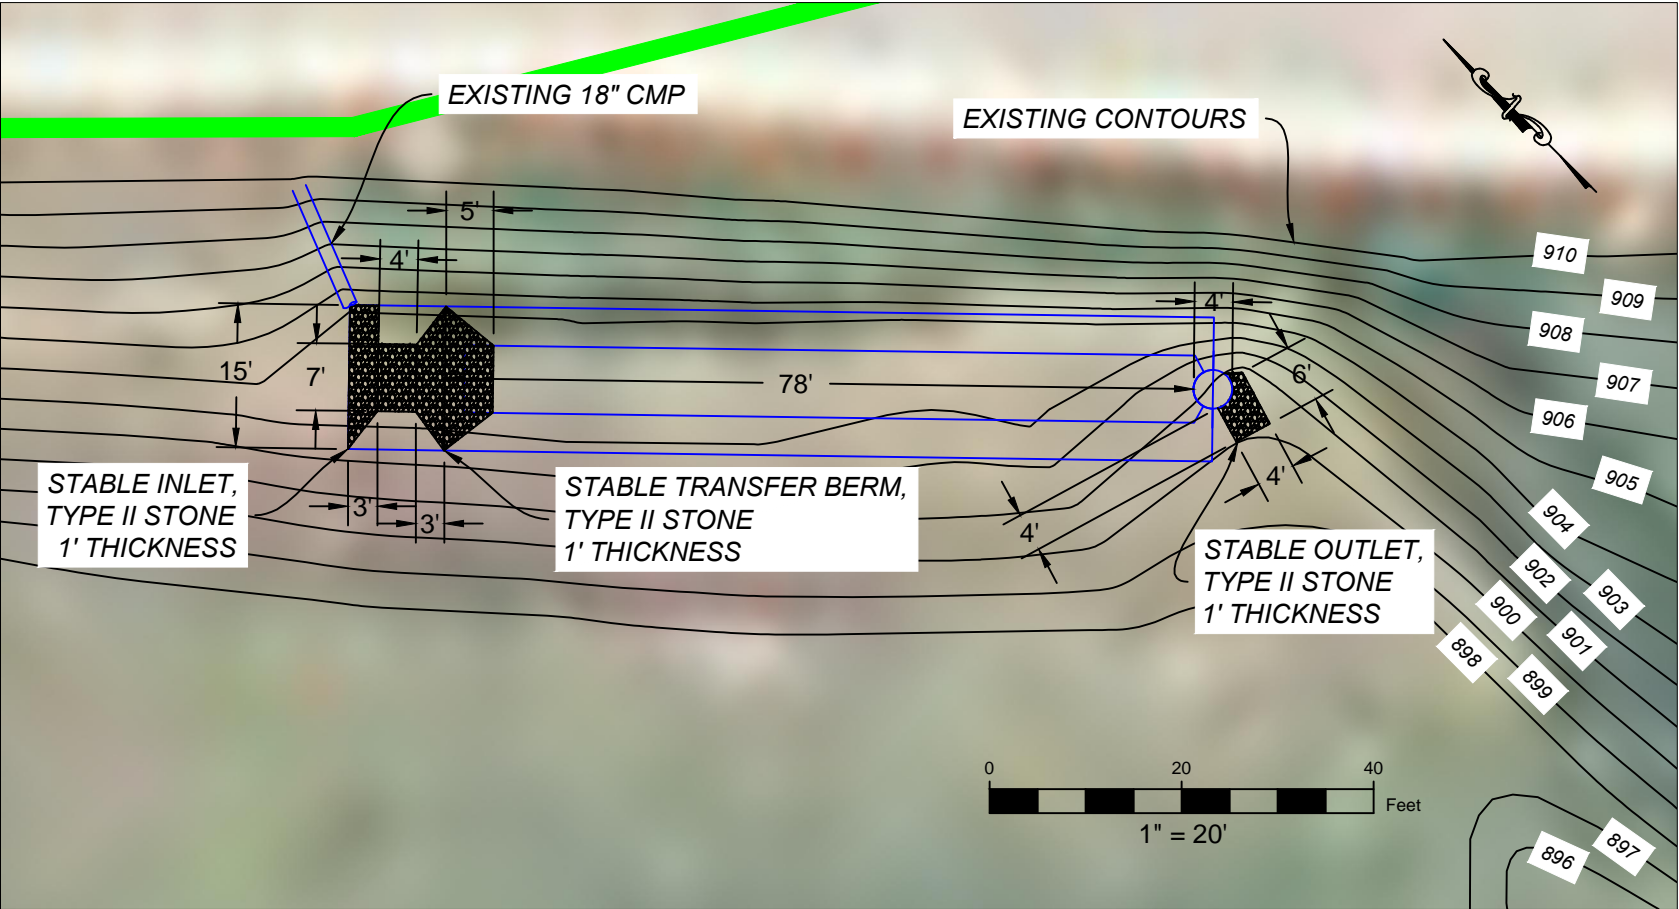 EXISTING 18" CMP
EXISTING CONTOURS
5'
4'
910
909
4'
908
15'
7'
78'
6'
907
906
STABLE INLET,
TYPE II STONE
1' THICKNESS
3'
3'
STABLE TRANSFER BERM,
TYPE II STONE
1' THICKNESS
4'
4'
905
904
STABLE OUTLET,
TYPE II STONE
1' THICKNESS
902
903
900
901
898
899
0 20 40
Feet
1" = 20'
897
896